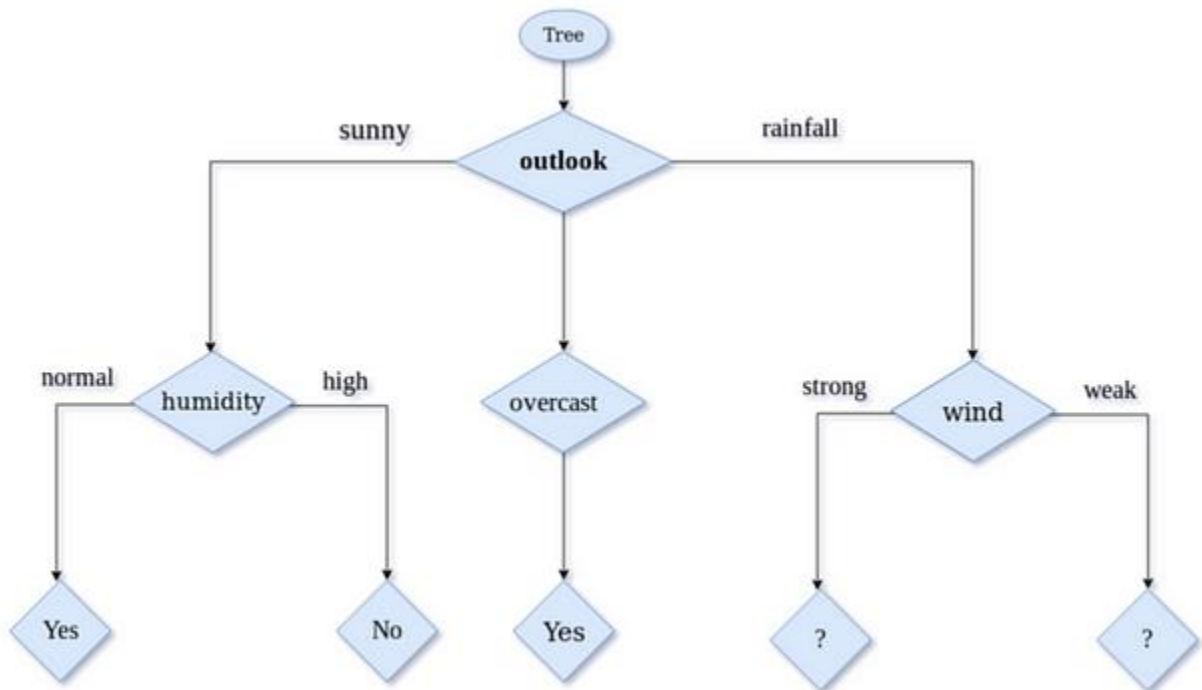 Tree
sunny
rainfall
outlook
normal
humidity
high
overcast
strong
wind
weak
Yes
No
Yes
?
?